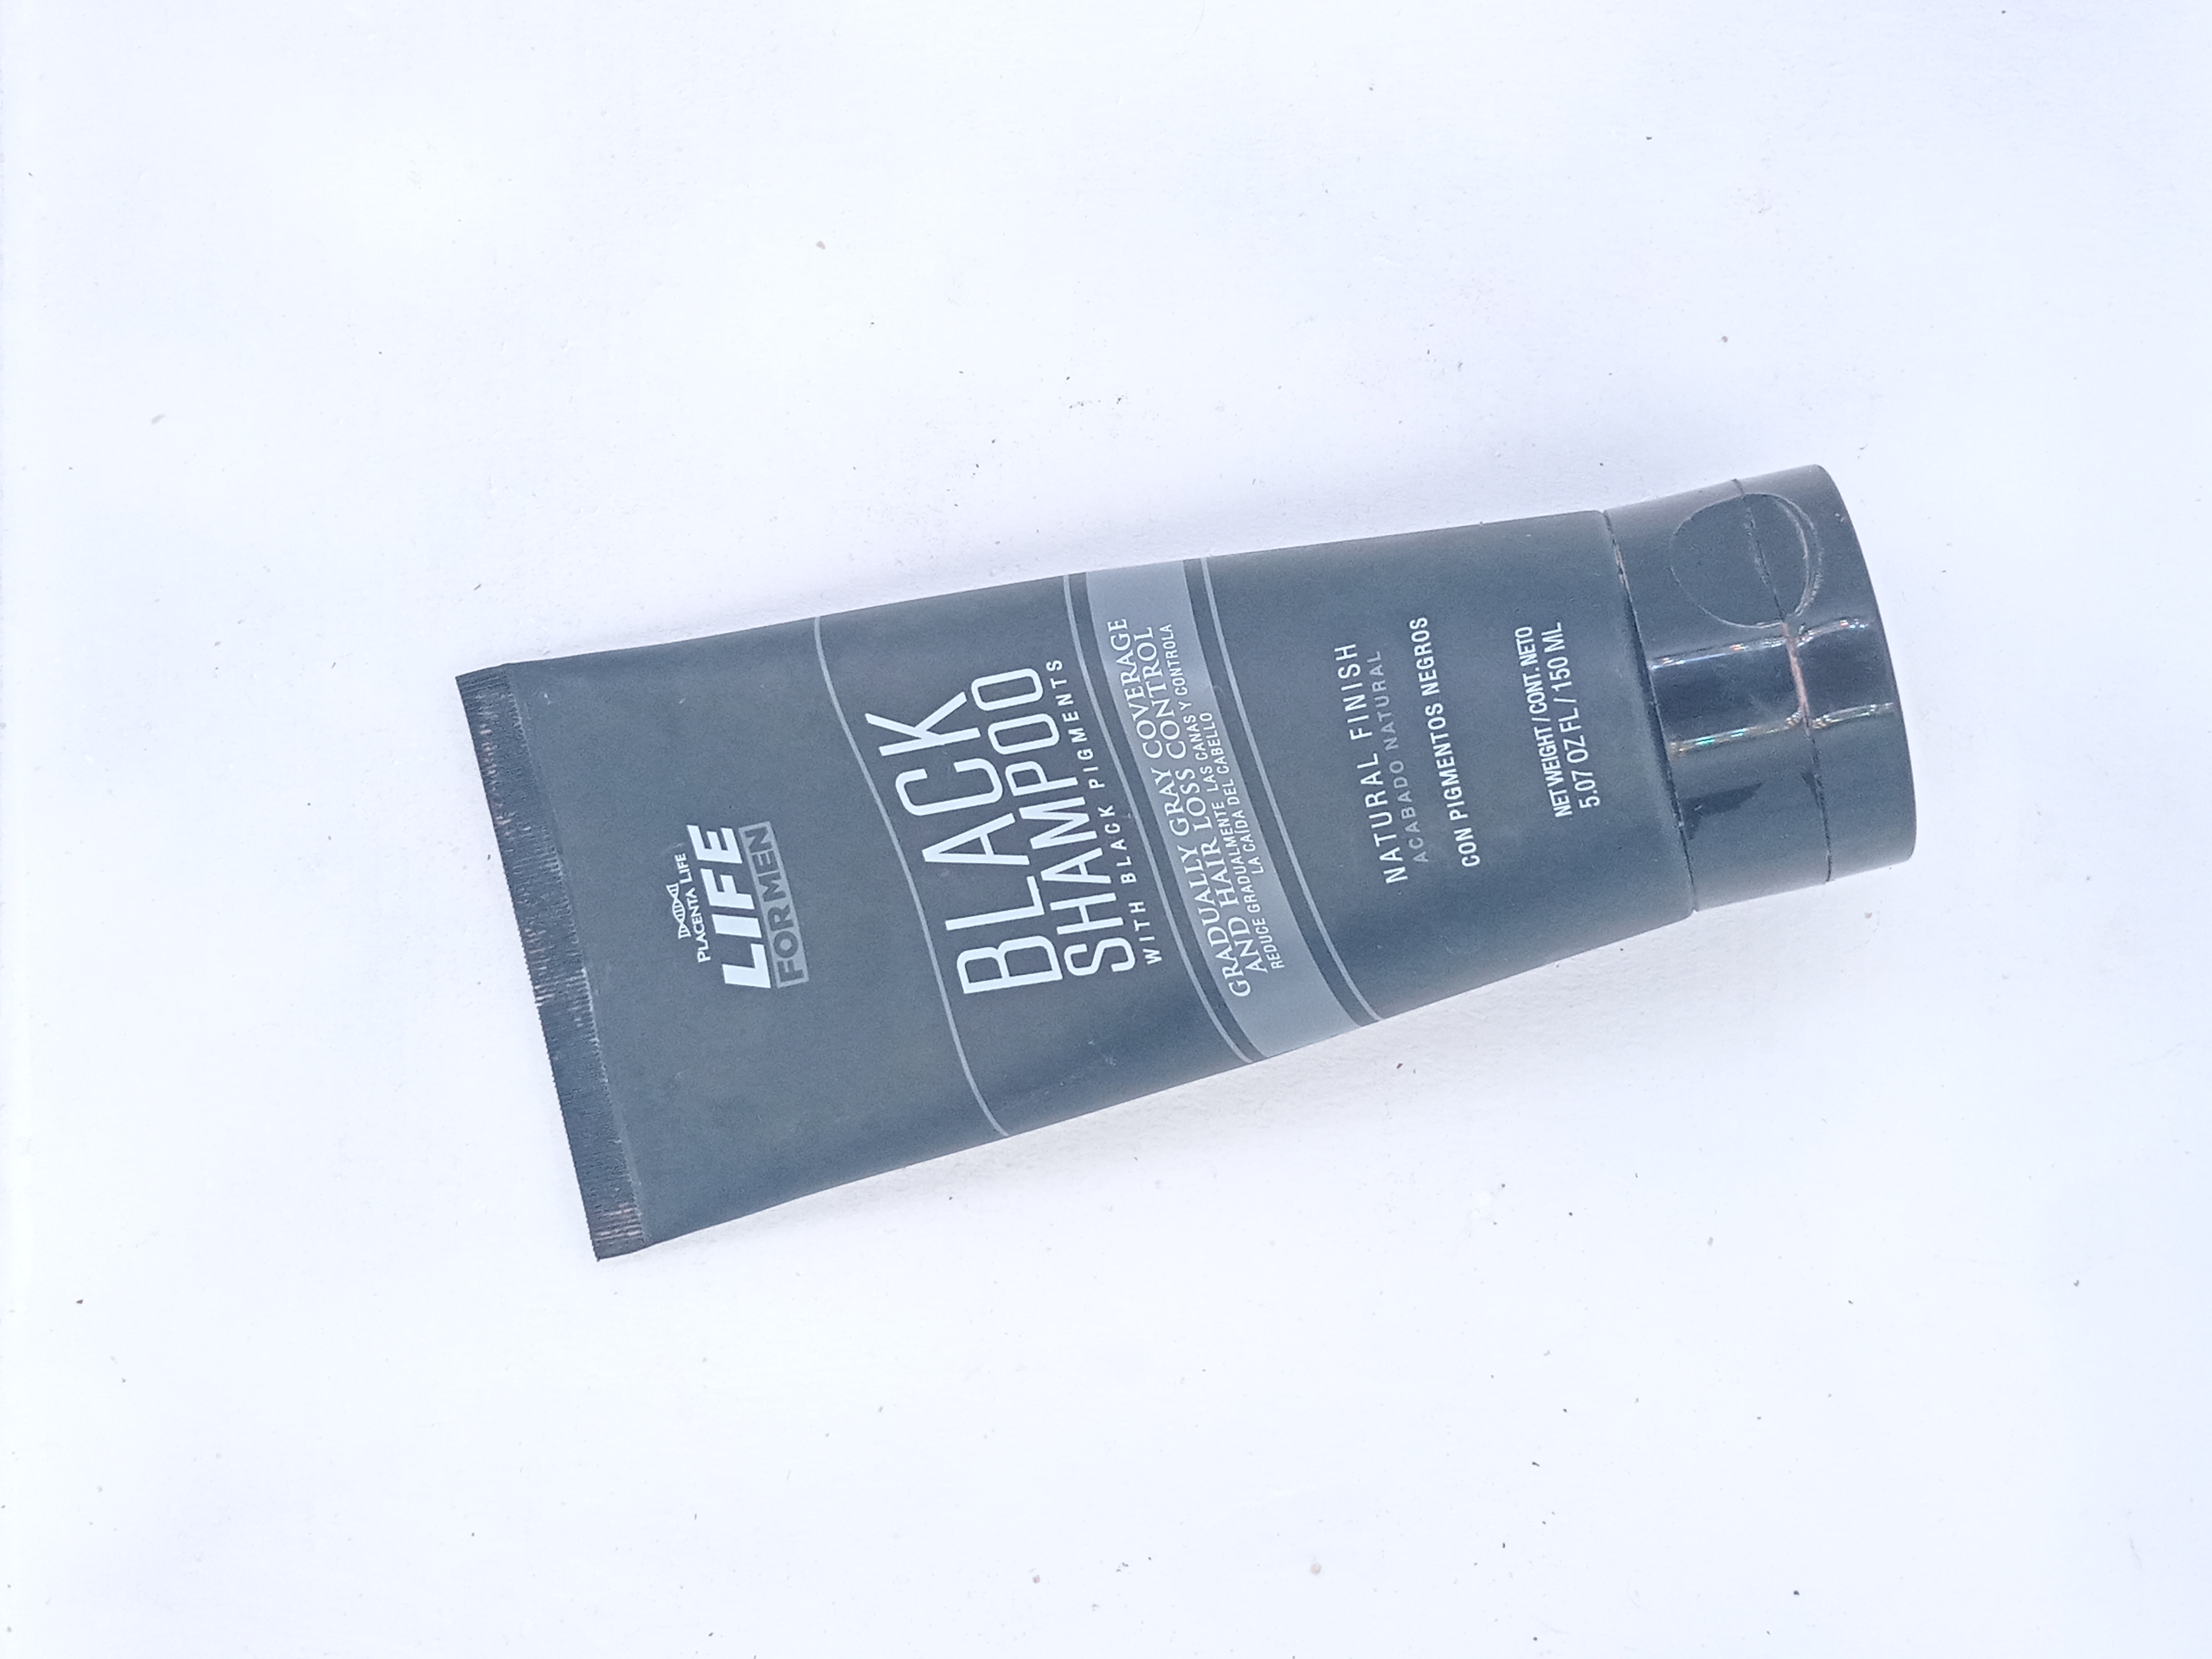 PLACENTA LIFE
LIFE
FOR MEN
BLACK
SHAMPOO
WITH BLACK PIGMENTS
GRADUALLY GRAY COVERAGE
AND HAIR LOSS CONTROL
REDUCE GRADUALMENTE LAS CANAS Y CONTROLA
LA CAÍDA DEL CABELLO
NATURAL FINISH
ACABADO NATURAL
CON PIGMENTOS NEGROS
NET WEIGHT / CONT. NETO
5.07 OZ FL / 150 ML